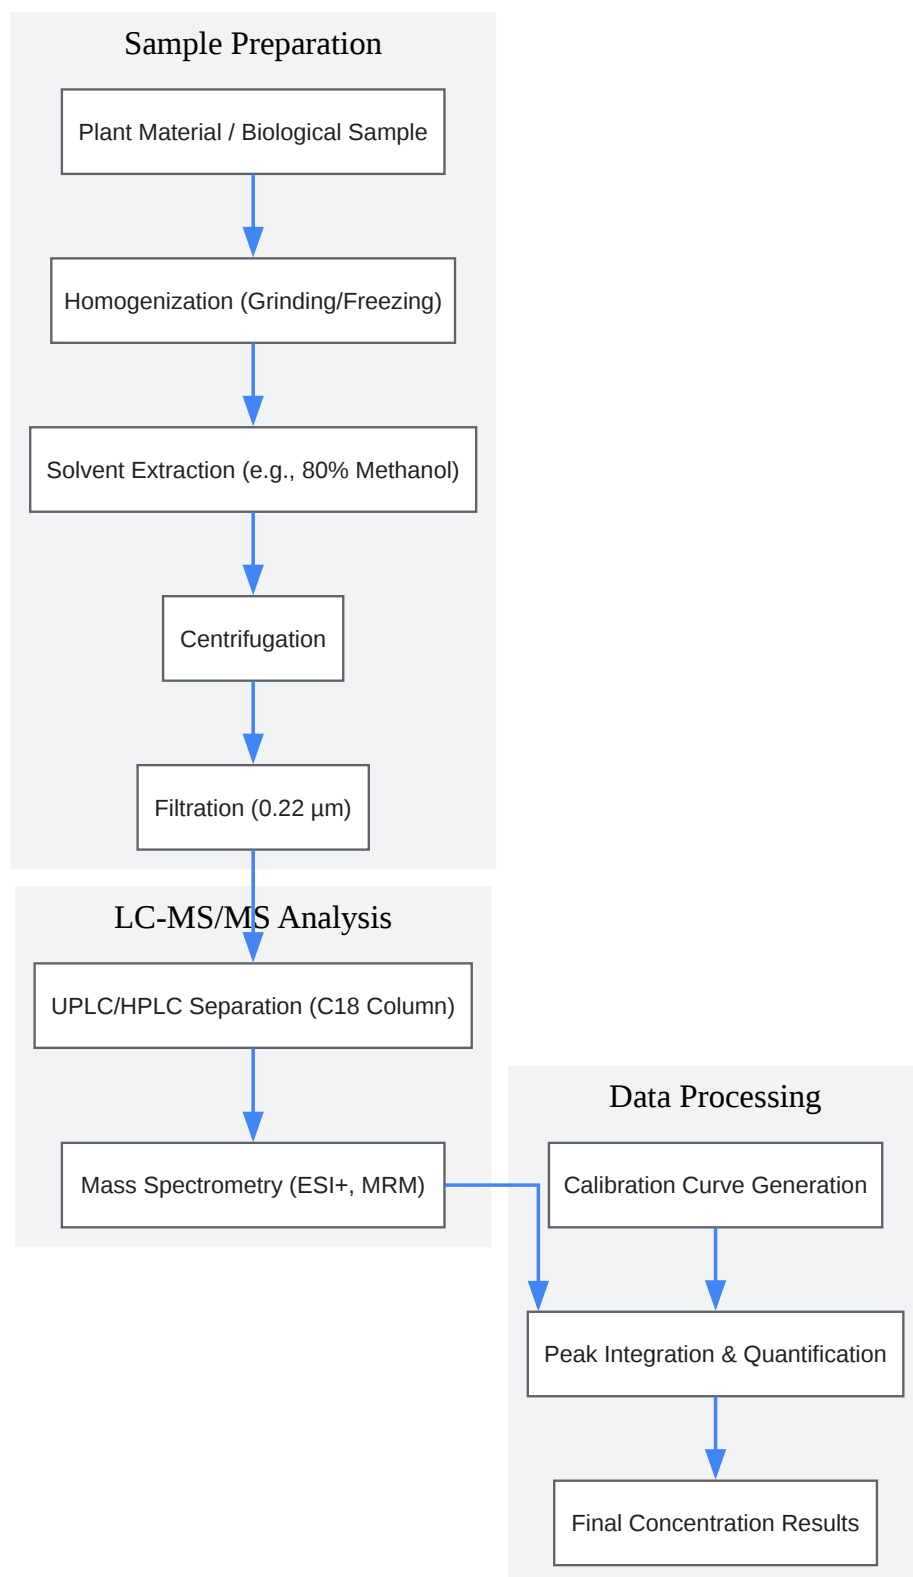 Sample Preparation
Plant Material / Biological Sample
Homogenization (Grinding/Freezing)
Solvent Extraction (e.g., 80% Methanol)
Centrifugation
Filtration (0.22 µm)
LC-MS/MS Analysis
UPLC/HPLC Separation (C18 Column)
Mass Spectrometry (ESI+, MRM)
Data Processing
Calibration Curve Generation
Peak Integration & Quantification
Final Concentration Results